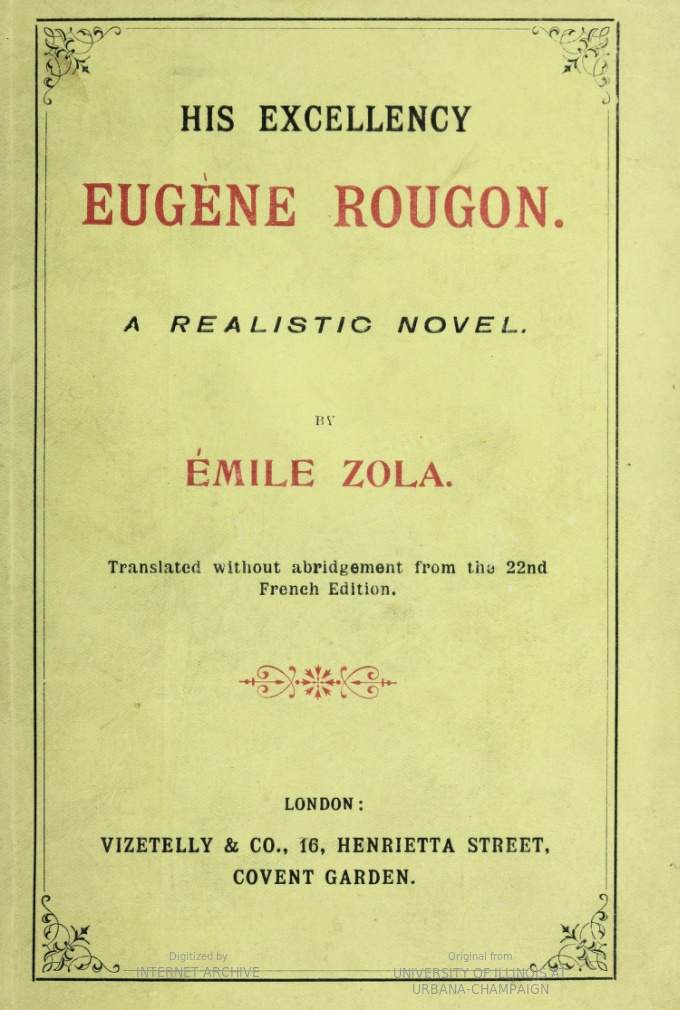 HIS EXCELLENCY
EUGÈNE ROUGON.
A REALISTIC NOVEL.
BY
ÉMILE ZOLA.
Translated without abridgement from the 22nd
French Edition.
LONDON:
VIZETELLY & CO., 16, HENRIETTA STREET,
COVENT GARDEN.
Digitized by
INTERNET ARCHIVE
Original from
UNIVERSITY OF ILLINOIS AT
URBANA-CHAMPAIGN